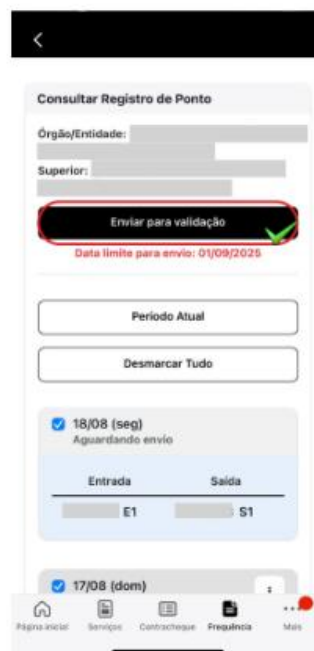 Consultar Registro de Ponto
Órgão/Entidade:
Superior:
Enviar para validação
Data limite para envio: 01/09/2025
Período Atual
Desmarcar Tudo
18/08 (seg)
Aguardando envio
Entrada Saída
E1 S1
17/08 (dom)
Página inicial Serviços Contracheque Frequência Mais